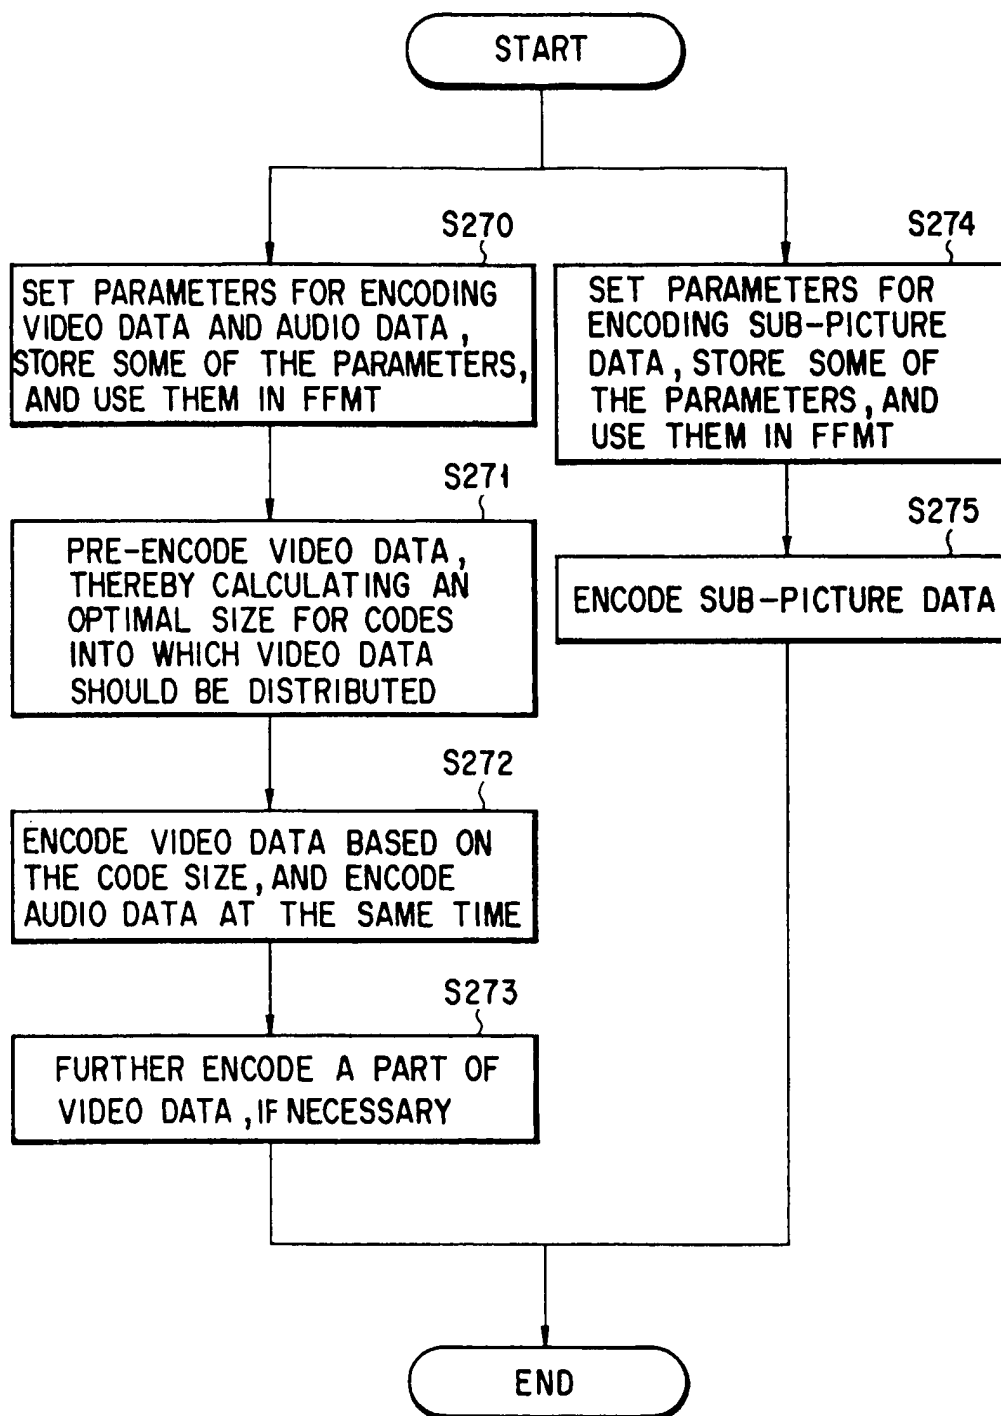 START
S270
SET PARAMETERS FOR ENCODING
VIDEO DATA AND AUDIO DATA,
STORE SOME OF THE PARAMETERS,
AND USE THEM IN FFMT
S271
PRE-ENCODE VIDEO DATA,
THEREBY CALCULATING AN
OPTIMAL SIZE FOR CODES
INTO WHICH VIDEO DATA
SHOULD BE DISTRIBUTED
S272
ENCODE VIDEO DATA BASED ON
THE CODE SIZE, AND ENCODE
AUDIO DATA AT THE SAME TIME
S273
FURTHER ENCODE A PART OF
VIDEO DATA, IF NECESSARY
S274
SET PARAMETERS FOR
ENCODING SUB-PICTURE
DATA, STORE SOME OF
THE PARAMETERS, AND
USE THEM IN FFMT
S275
ENCODE SUB-PICTURE DATA
END